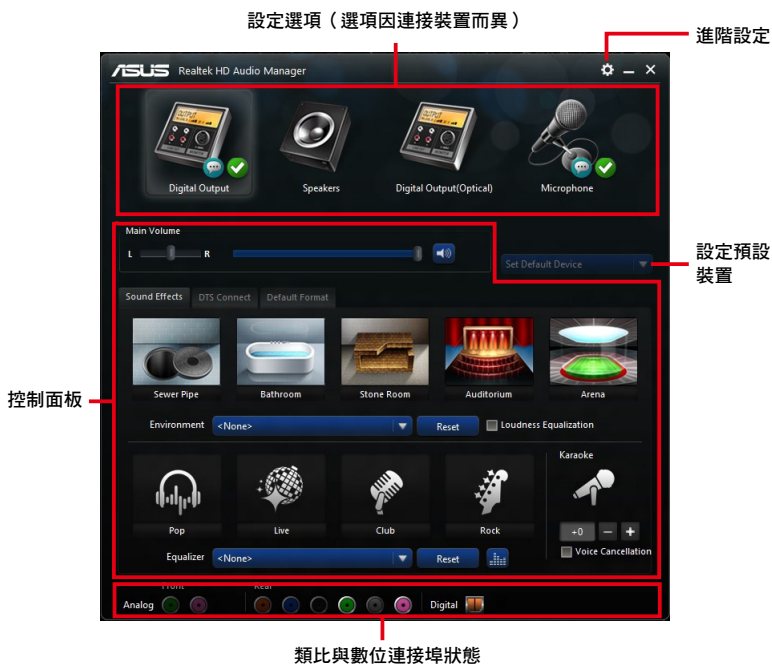 設定選項（選項因連接裝置而異）
進階設定
ASUS Realtek HD Audio Manager
OUTPUT OUTPUT
Digital Output Speakers Digital Output(Optical) Microphone
Main Volume
L R
Set Default Device
設定預設
裝置
Sound Effects DTS Connect Default Format
控制面板
Sewer Pipe Bathroom Stone Room Auditorium Arena
Environment <None> Reset Loudness Equalization
Karaoke
Pop Live Club Rock
+0 − +
Equalizer <None> Reset Voice Cancellation
Front Rear
Analog Digital
類比與數位連接埠狀態